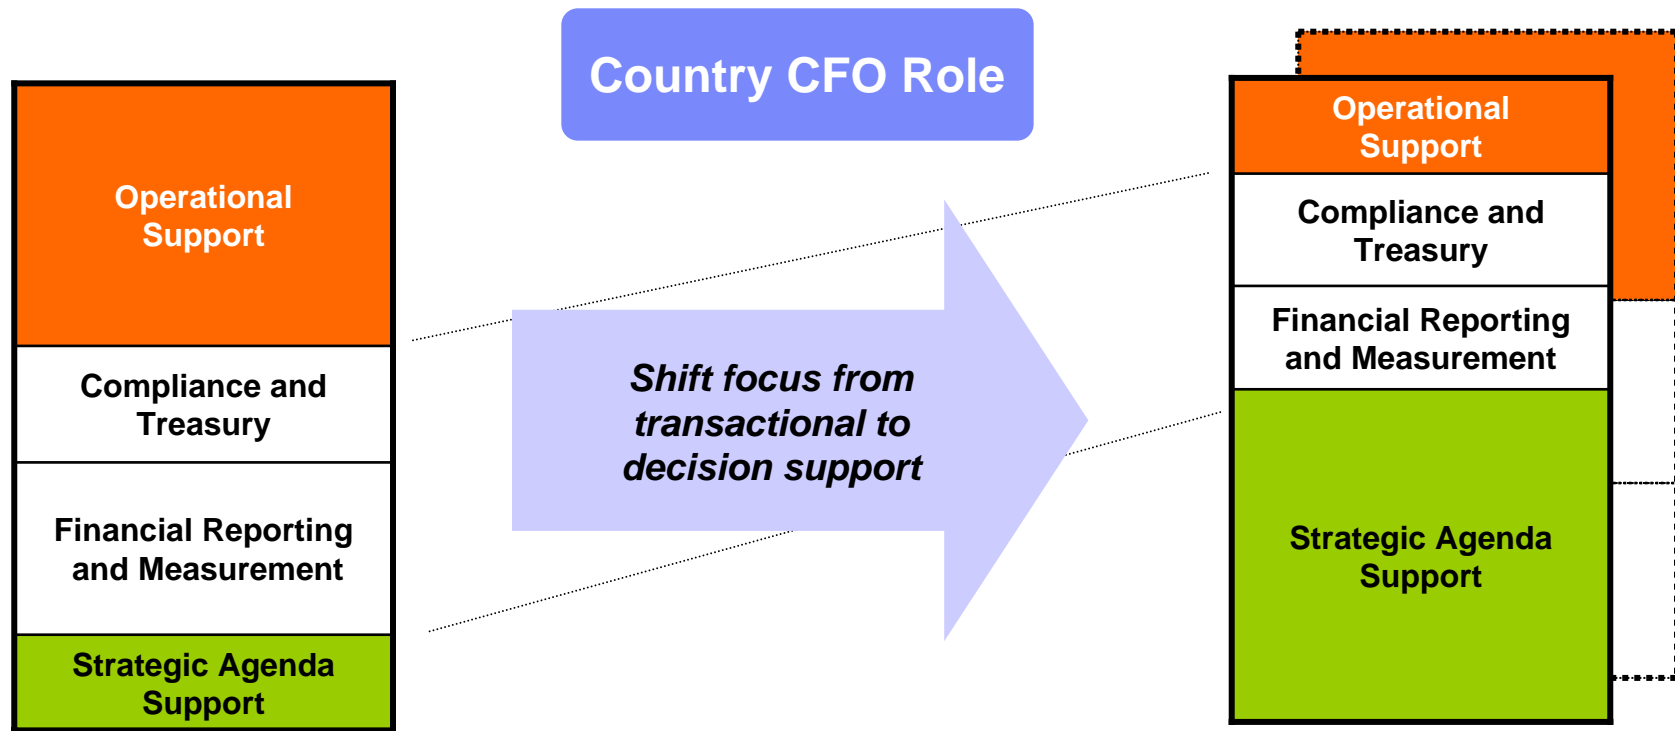 Country CFO Role
Operational
Support
Compliance and
Treasury
Financial Reporting
and Measurement
Strategic Agenda
Support
Shift focus from
transactional to
decision support
Operational
Support
Compliance and
Treasury
Financial Reporting
and Measurement
Strategic Agenda
Support